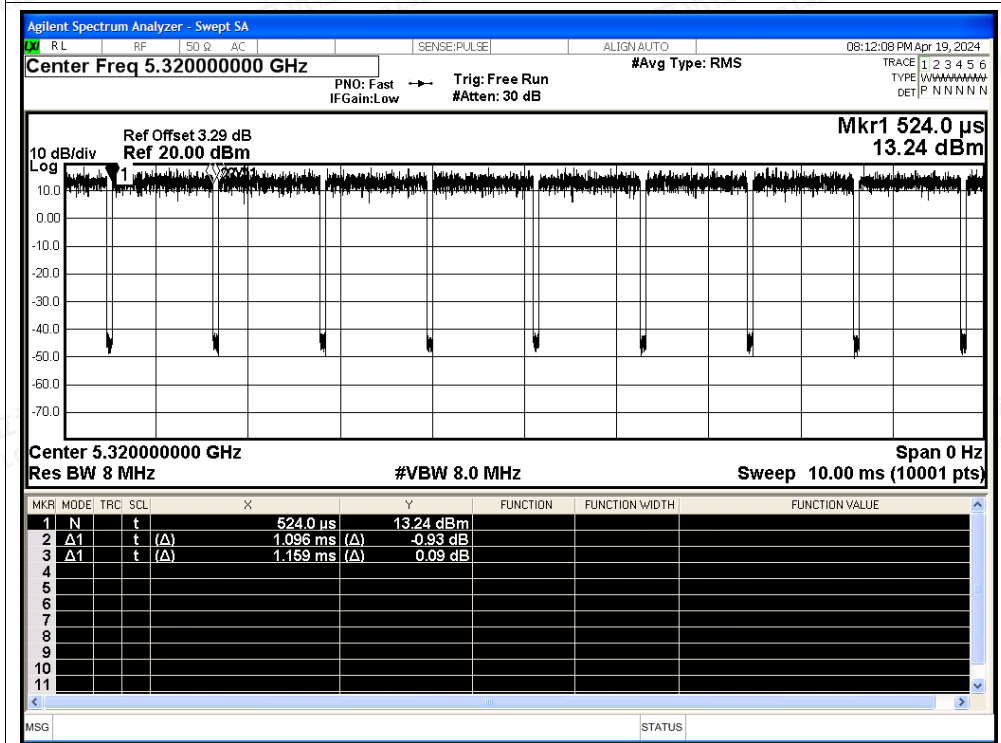 Agilent Spectrum Analyzer - Swept SA
LXI RL RF 50 Ω AC SENSE:PULSE ALIGN AUTO 08:12:08 PM Apr 19, 2024
Center Freq 5.320000000 GHz #Avg Type: RMS TRACE 1 2 3 4 5 6
PNO: Fast Trig: Free Run TYPE
IFGain:Low #Atten: 30 dB DET P N N N N N
Mkr1 524.0 µs
Ref Offset 3.29 dB
10 dB/div Ref 20.00 dBm 13.24 dBm
Log
1
10.0
0.00
-10.0
-20.0
-30.0
-40.0
-50.0
-60.0
-70.0
Center 5.320000000 GHz Span 0 Hz
Res BW 8 MHz #VBW 8.0 MHz Sweep 10.00 ms (10001 pts)
MKR MODE TRC SCL X Y FUNCTION FUNCTION WIDTH FUNCTION VALUE
1 N t 524.0 µs 13.24 dBm
2 Δ1 t (Δ) 1.096 ms (Δ) -0.93 dB
3 Δ1 t (Δ) 1.159 ms (Δ) 0.09 dB
4
5
6
7
8
9
10
11
MSG STATUS